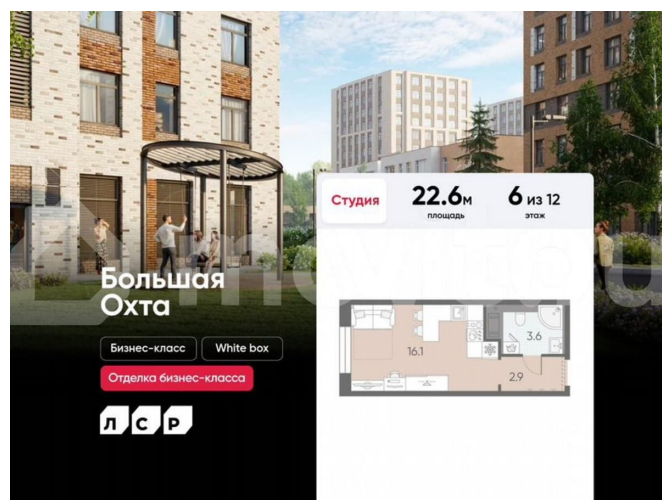 Студия
22.6м
площадь
6 из 12
этаж
Большая
Охта
Бизнес-класс
White box
Отделка бизнес-класса
ЛСР
16.1
3.6
2.9